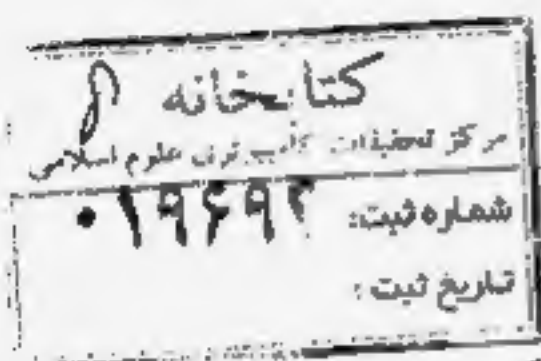 کتابخانه
مرکز تحقیقات کامپیوتری علوم اسلامی
شماره ثبت: ۰۱۹۶۹۲
تاریخ ثبت: